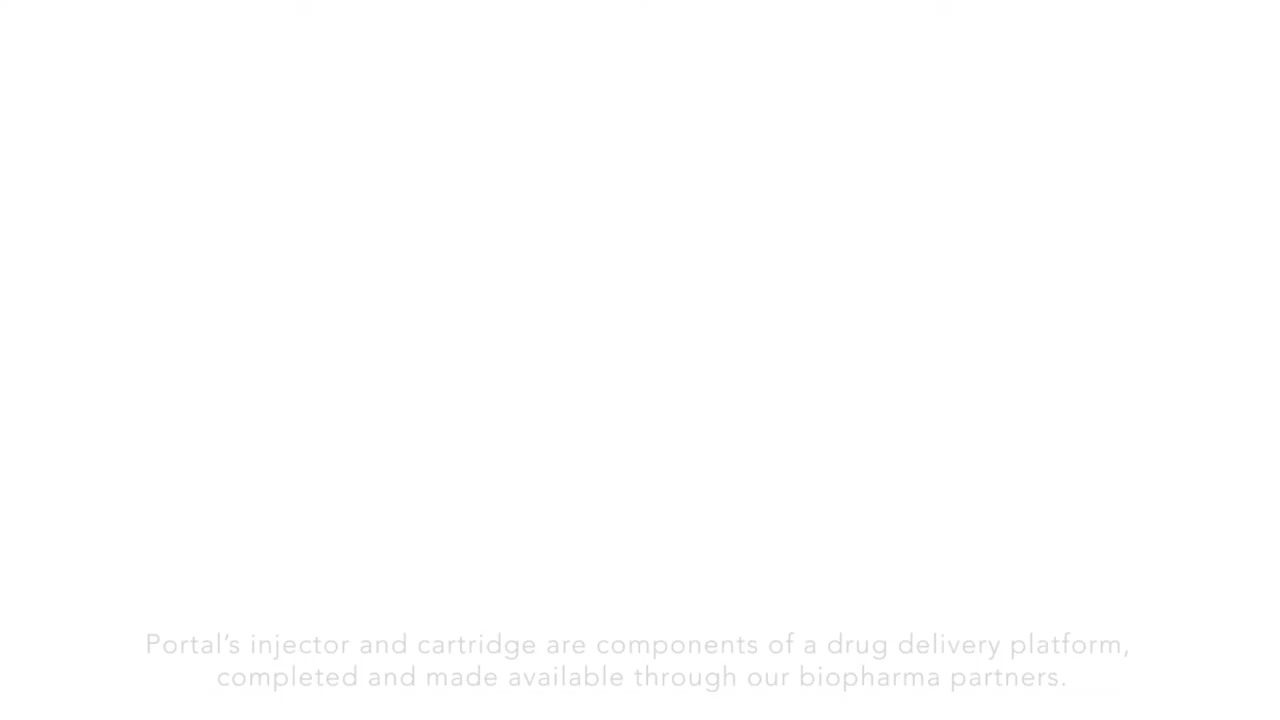 Portal’s injector and cartridge are components of a drug delivery platform,
completed and made available through our biopharma partners.